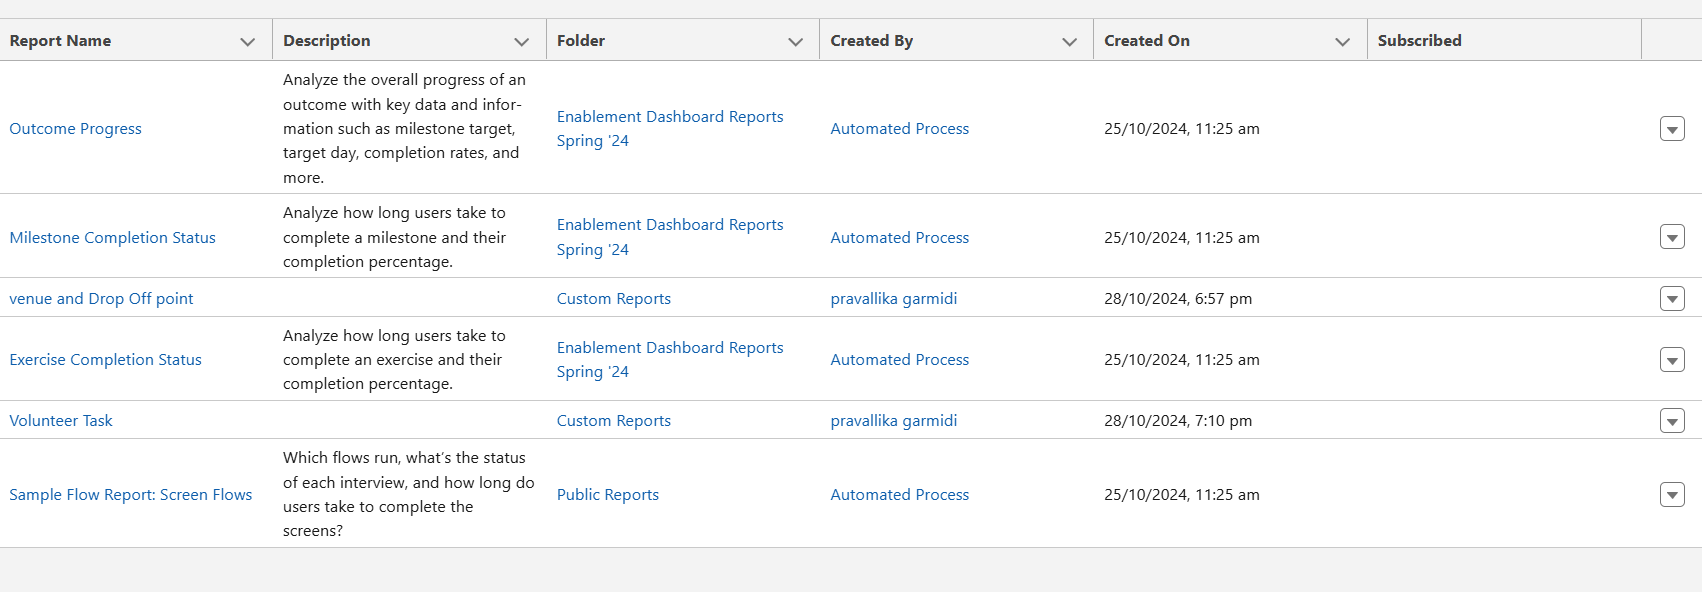 Report Name Description Folder Created By Created On Subscribed
Analyze the overall progress of an
outcome with key data and infor-
mation such as milestone target,
target day, completion rates, and
more.
Outcome Progress
Enablement Dashboard Reports
Spring '24
Automated Process
25/10/2024, 11:25 am
Milestone Completion Status
Analyze how long users take to
complete a milestone and their
completion percentage.
Enablement Dashboard Reports
Spring '24
Automated Process
25/10/2024, 11:25 am
venue and Drop Off point
Custom Reports
pravallika garmidi
28/10/2024, 6:57 pm
Exercise Completion Status
Analyze how long users take to
complete an exercise and their
completion percentage.
Enablement Dashboard Reports
Spring '24
Automated Process
25/10/2024, 11:25 am
Volunteer Task
Custom Reports
pravallika garmidi
28/10/2024, 7:10 pm
Sample Flow Report: Screen Flows
Which flows run, what’s the status
of each interview, and how long do
users take to complete the
screens?
Public Reports
Automated Process
25/10/2024, 11:25 am